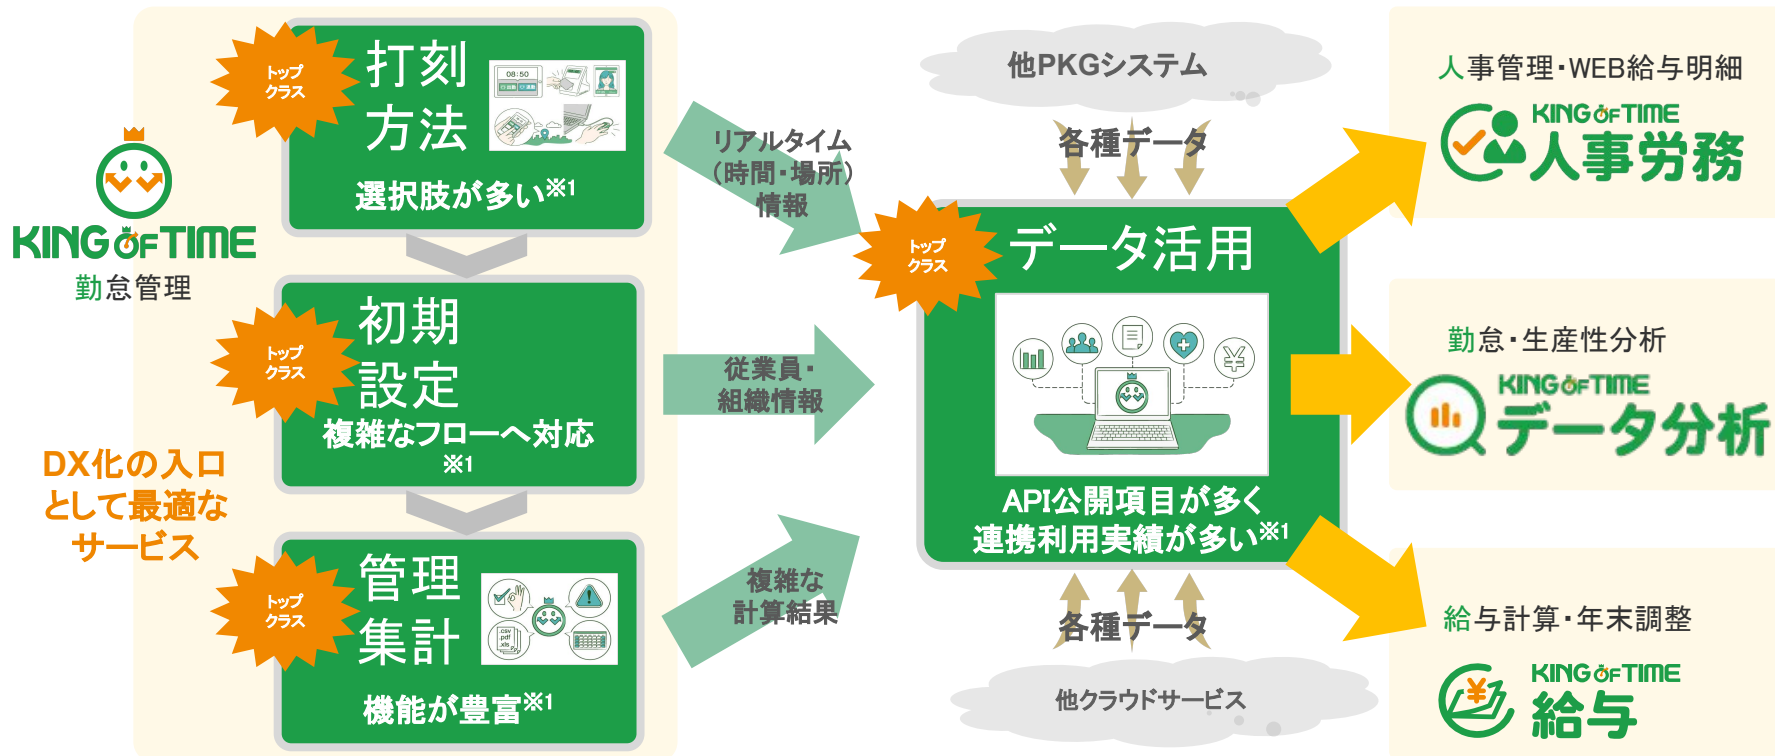 KING OF TIME
勤怠管理
DX化の入口
として最適な
サービス
トップ
クラス
打刻
方法
08:50
選択肢が多い※1
トップ
クラス
初期
設定
複雑なフローへ対応
※1
トップ
クラス
管理
集計
.csv
.pdf
.xls
機能が豊富※1
リアルタイム
（時間・場所）
情報
従業員・
組織情報
複雑な
計算結果
他PKGシステム
各種データ
トップ
クラス
データ活用
API公開項目が多く
連携利用実績が多い※1
各種データ
他クラウドサービス
人事管理・WEB給与明細
KING OF TIME
人事労務
勤怠・生産性分析
KING OF TIME
データ分析
給与計算・年末調整
KING OF TIME
給与